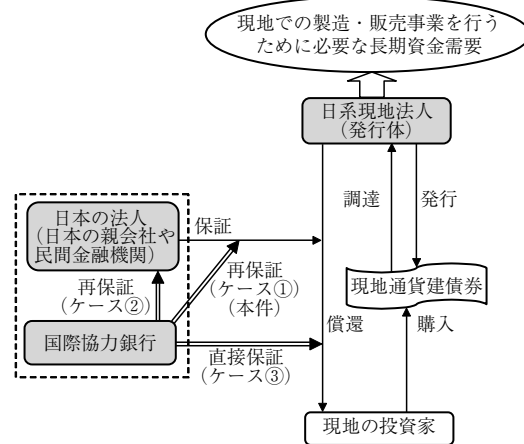 現地での製造・販売事業を行う
ために必要な長期資金需要
日系現地法人
(発行体)
調達
発行
日本の法人
(日本の親会社や
民間金融機関)
保証
再保証
(ケース①)
(本件)
再保証
(ケース②)
現地通貨建債券
国際協力銀行
償還
購入
直接保証
(ケース③)
現地の投資家